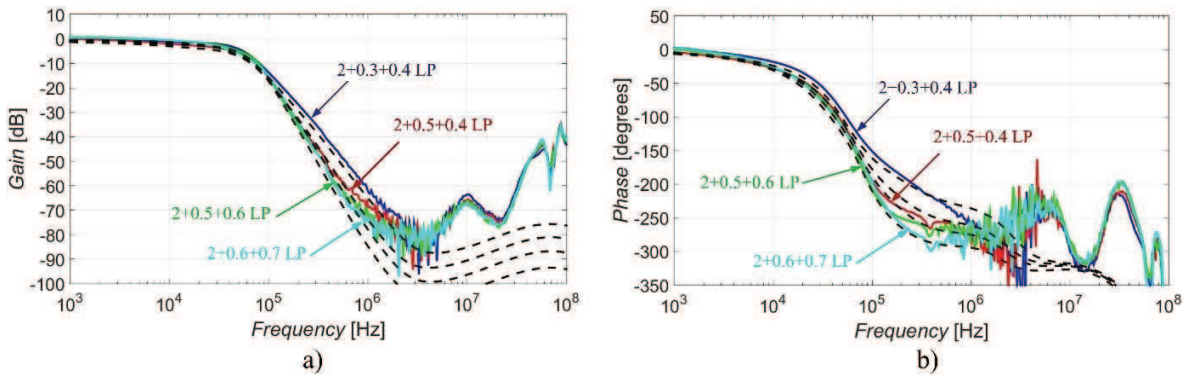 10
0
-10
-20
-30
-40
-50
-60
-70
-80
-90
-100
Gain [dB]
2+0.3+0.4 LP
2+0.5+0.4 LP
2+0.5+0.6 LP
2+0.6+0.7 LP
10³ 10⁴ 10⁵ 10⁶ 10⁷ 10⁸
Frequency [Hz]
a)
50
0
-50
-100
-150
-200
-250
-300
-350
Phase [degrees]
2−0.3+0.4 LP
2+0.5+0.4 LP
2+0.5+0.6 LP
2+0.6+0.7 LP
10³ 10⁴ 10⁵ 10⁶ 10⁷ 10⁸
Frequency [Hz]
b)